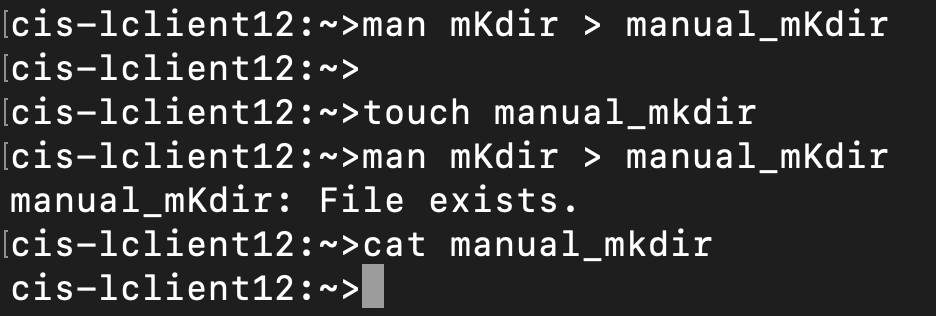 [cis-lclient12:~>man mKdir > manual_mKdir
[cis-lclient12:~>
[cis-lclient12:~>touch manual_mkdir
[cis-lclient12:~>man mKdir > manual_mKdir
manual_mKdir: File exists.
[cis-lclient12:~>cat manual_mkdir
cis-lclient12:~>